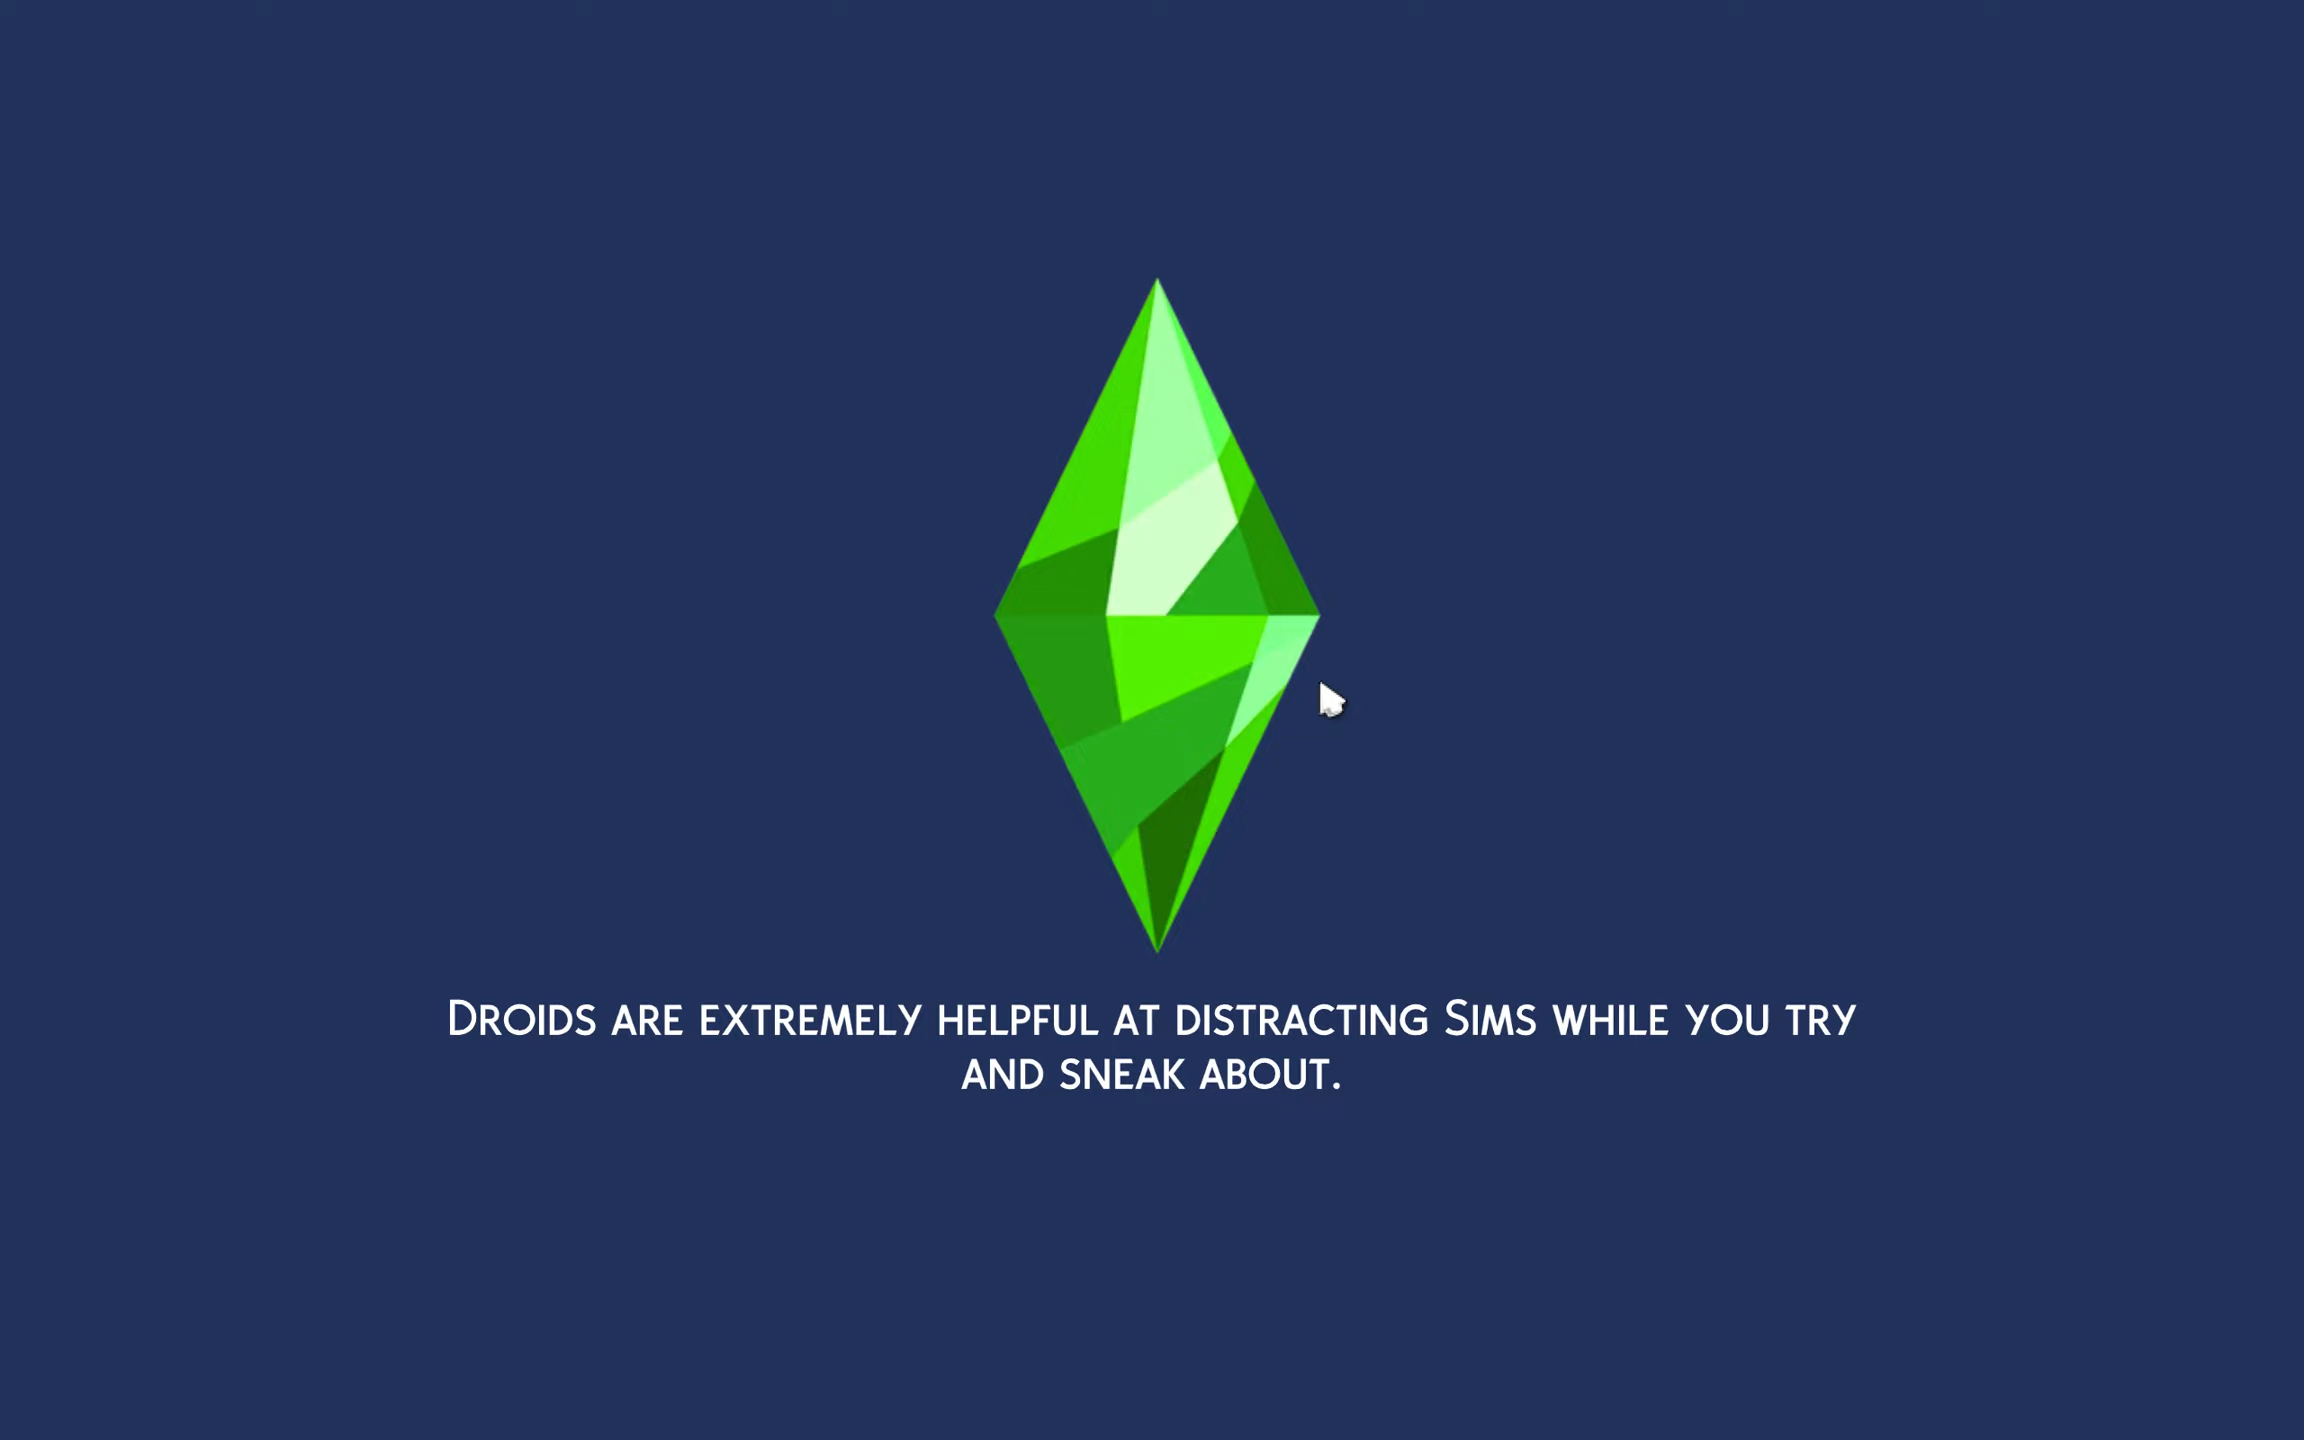 Droids are extremely helpful at distracting Sims while you try
and sneak about.